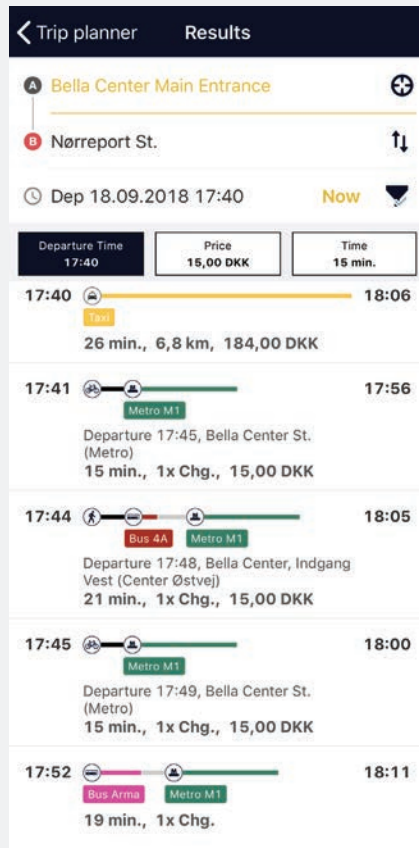 Trip planner Results
A Bella Center Main Entrance
B Nørreport St.
Dep 18.09.2018 17:40 Now
Departure Time Price Time
17:40 15,00 DKK 15 min.
17:40 18:06
Taxi
26 min., 6,8 km, 184,00 DKK
17:41 17:56
Metro M1
Departure 17:45, Bella Center St.
(Metro)
15 min., 1x Chg., 15,00 DKK
17:44 18:05
Bus 4A Metro M1
Departure 17:48, Bella Center, Indgang
Vest (Center Østvej)
21 min., 1x Chg., 15,00 DKK
17:45 18:00
Metro M1
Departure 17:49, Bella Center St.
(Metro)
15 min., 1x Chg., 15,00 DKK
17:52 18:11
Bus Arma Metro M1
19 min., 1x Chg.